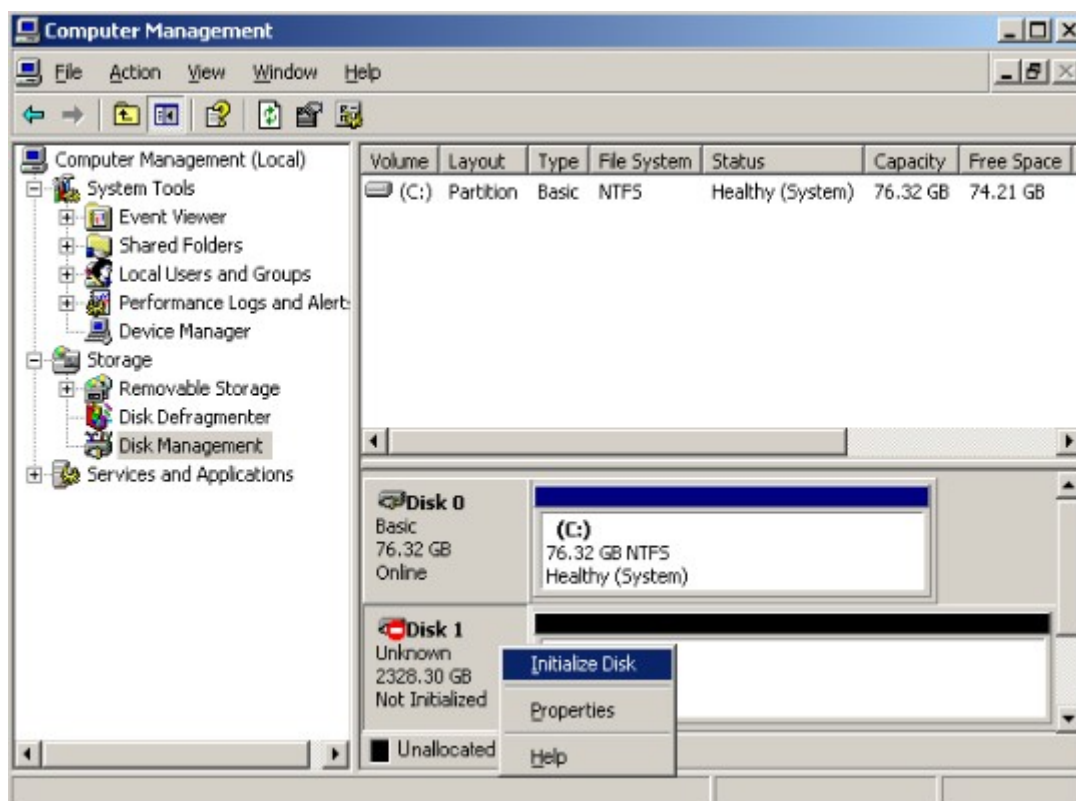 Computer Management
File Action View Window Help
Computer Management (Local)
System Tools
Event Viewer
Shared Folders
Local Users and Groups
Performance Logs and Alert
Device Manager
Storage
Removable Storage
Disk Defragmenter
Disk Management
Services and Applications
Volume Layout Type File System Status Capacity Free Space
(C:) Partition Basic NTFS Healthy (System) 76.32 GB 74.21 GB
Disk 0
Basic
76.32 GB
Online
(C:)
76.32 GB NTFS
Healthy (System)
Disk 1
Unknown
2328.30 GB
Not Initialized
Initialize Disk
Properties
Help
Unallocated